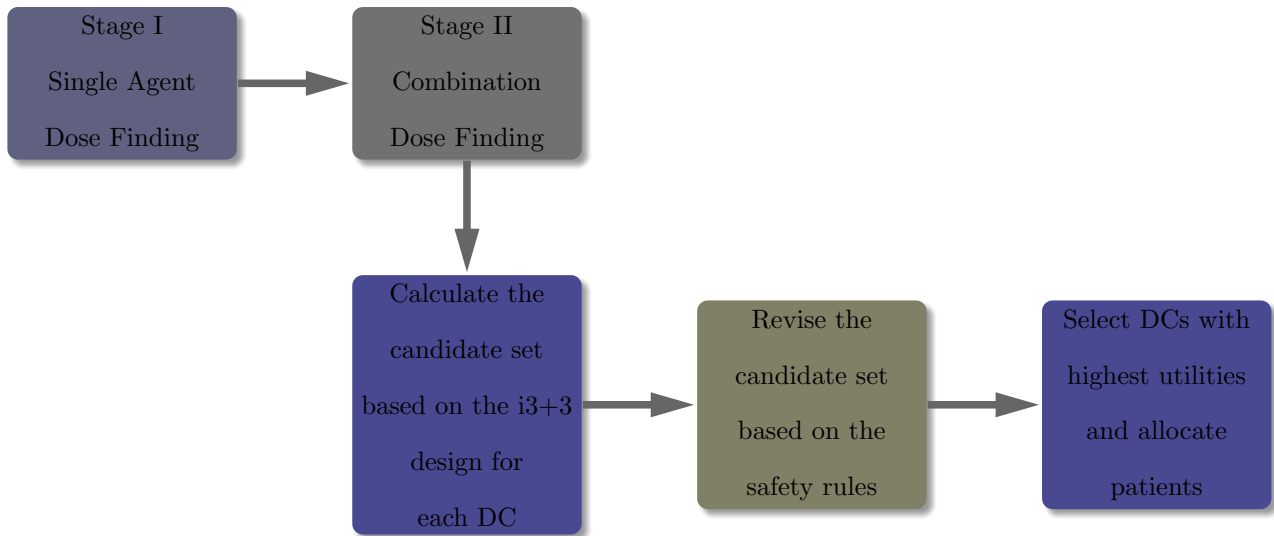 Stage I
Single Agent
Dose Finding
Stage II
Combination
Dose Finding
Calculate the
candidate set
based on the i3+3
design for
each DC
Revise the
candidate set
based on the
safety rules
Select DCs with
highest utilities
and allocate
patients